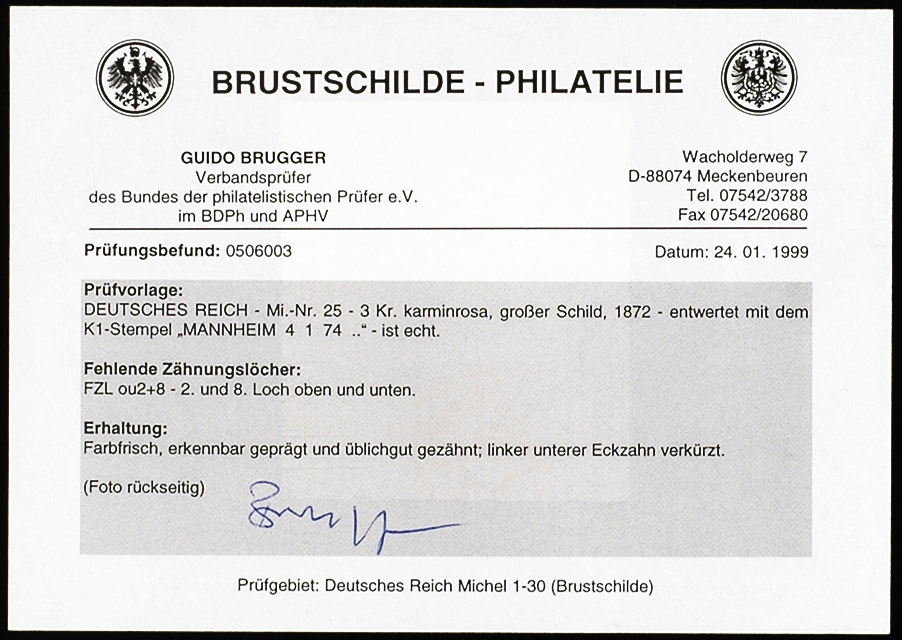 BRUSTSCHILDE - PHILATELIE
GUIDO BRUGGER
Verbandsprüfer
des Bundes der philatelistischen Prüfer e.V.
im BDPh und APHV
Wacholderweg 7
D-88074 Meckenbeuren
Tel. 07542/3788
Fax 07542/20680
Prüfungsbefund: 0506003
Datum: 24. 01. 1999
Prüfvorlage:
DEUTSCHES REICH - Mi.-Nr. 25 - 3 Kr. karminrosa, großer Schild, 1872 - entwertet mit dem
K1-Stempel „MANNHEIM 4 1 74 ..“ - ist echt.
Fehlende Zähnungslöcher:
FZL ou2+8 - 2. und 8. Loch oben und unten.
Erhaltung:
Farbfrisch, erkennbar geprägt und üblichgut gezähnt; linker unterer Eckzahn verkürzt.
(Foto rückseitig)
Brugger
Prüfgebiet: Deutsches Reich Michel 1-30 (Brustschilde)